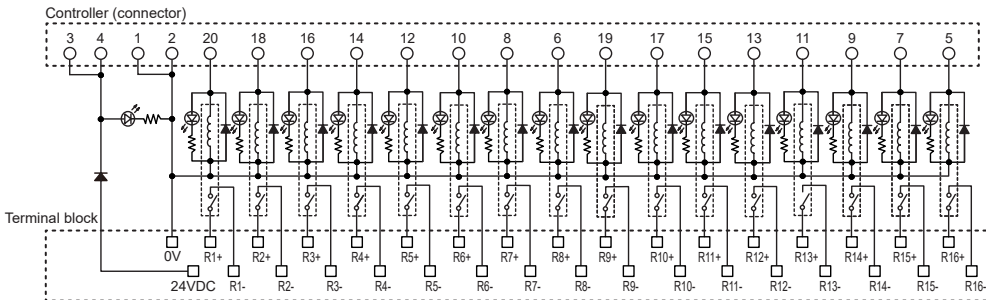 Controller (connector)
3 4 1 2 20 18 16 14 12 10 8 6 19 17 15 13 11 9 7 5
Terminal block
0V R1+ R2+ R3+ R4+ R5+ R6+ R7+ R8+ R9+ R10+ R11+ R12+ R13+ R14+ R15+ R16+
24VDC R1- R2- R3- R4- R5- R6- R7- R8- R9- R10- R11- R12- R13- R14- R15- R16-